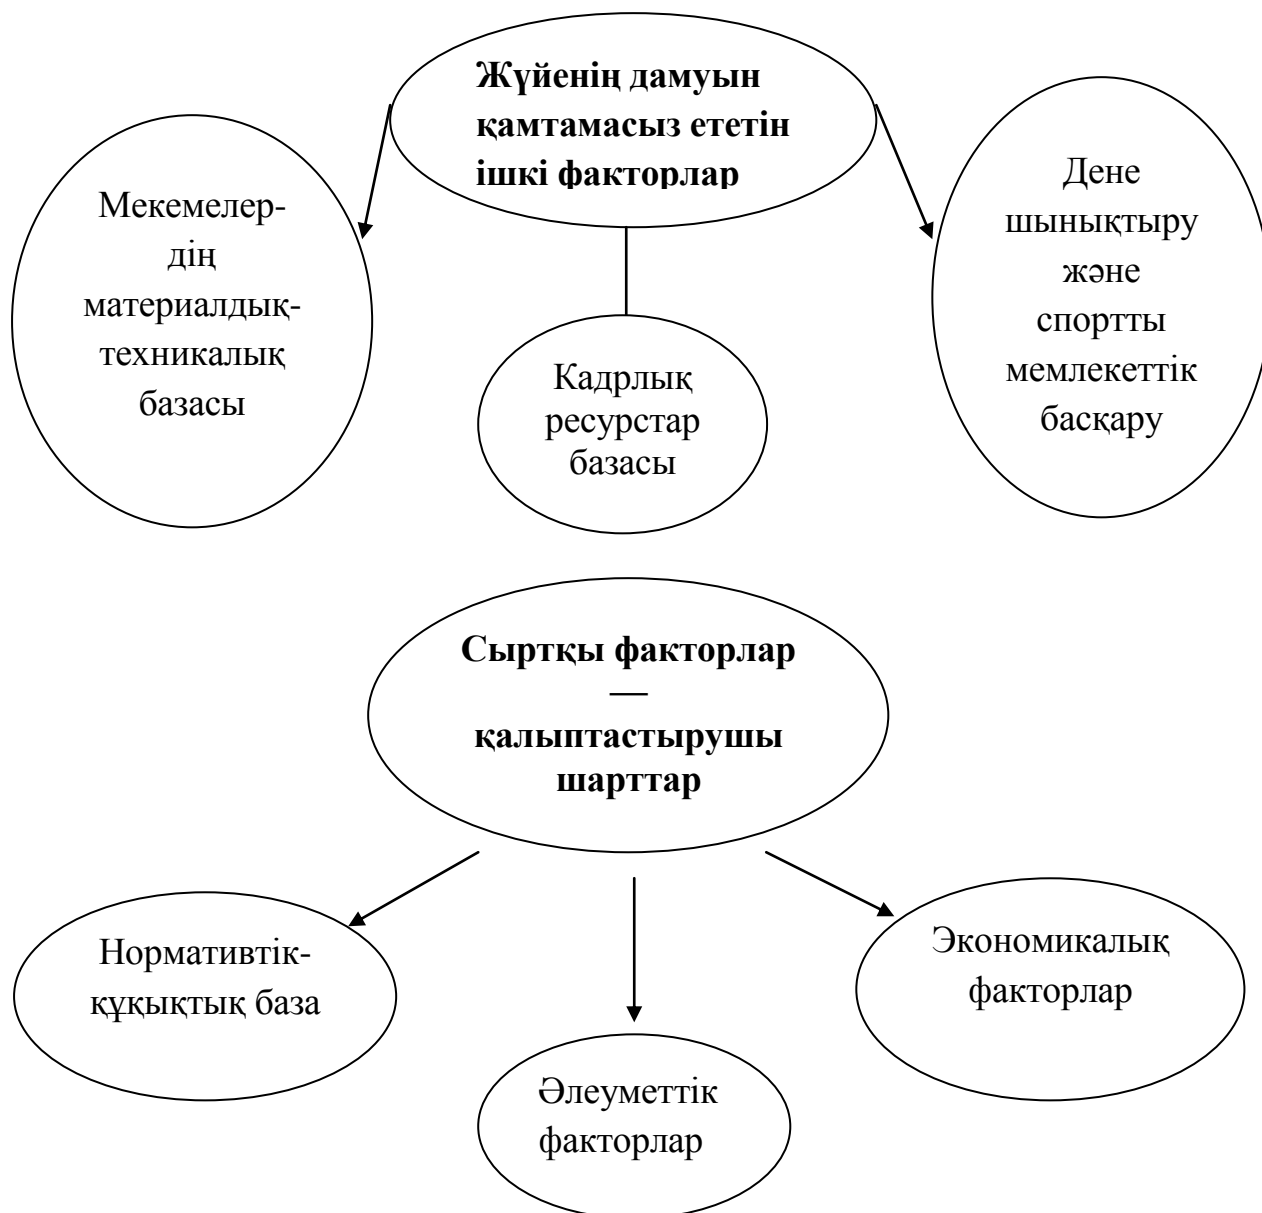 Жүйенің дамуын
қамтамасыз ететін
ішкі факторлар
Мекемелер-
дің
материалдық-
техникалық
базасы
Кадрлық
ресурстар
базасы
Дене
шынықтыру
және
спортты
мемлекеттік
басқару
Сыртқы факторлар
—
қалыптастырушы
шарттар
Нормативтік-
құқықтық база
Әлеуметтік
факторлар
Экономикалық
факторлар